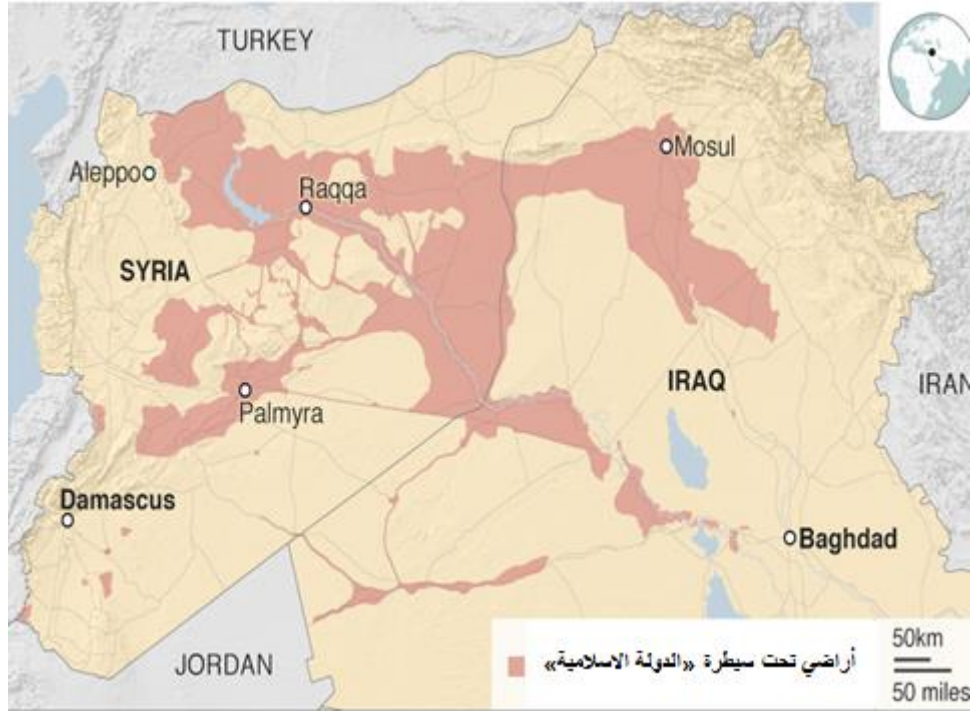 TURKEY
Mosul
Aleppo
Raqqa
SYRIA
IRAQ
IRAN
Palmyra
Damascus
Baghdad
JORDAN
أراضي تحت سيطرة «الدولة الاسلامية»
50km
50 miles